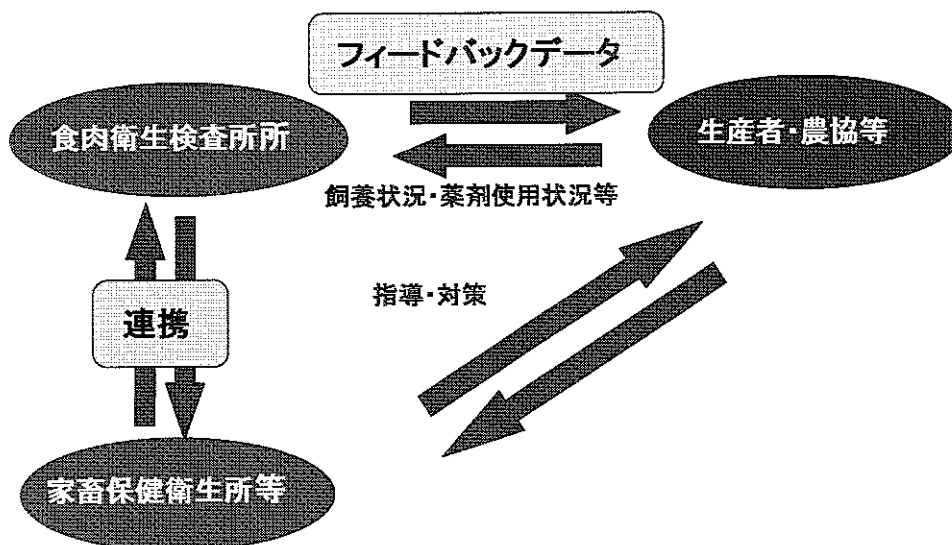 フィードバックデータ
食肉衛生検査所所
生産者・農協等
飼養状況・薬剤使用状況等
指導・対策
連携
家畜保健衛生所等